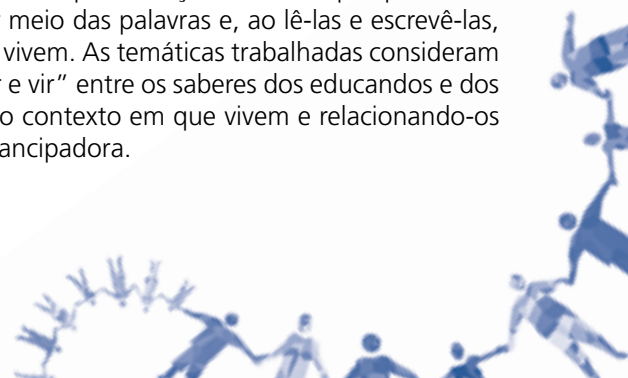 meio das palavras e, ao lê-las e escrevê-las,
vivem. As temáticas trabalhadas consideram
e vir” entre os saberes dos educandos e dos
o contexto em que vivem e relacionando-os
ancipadora.